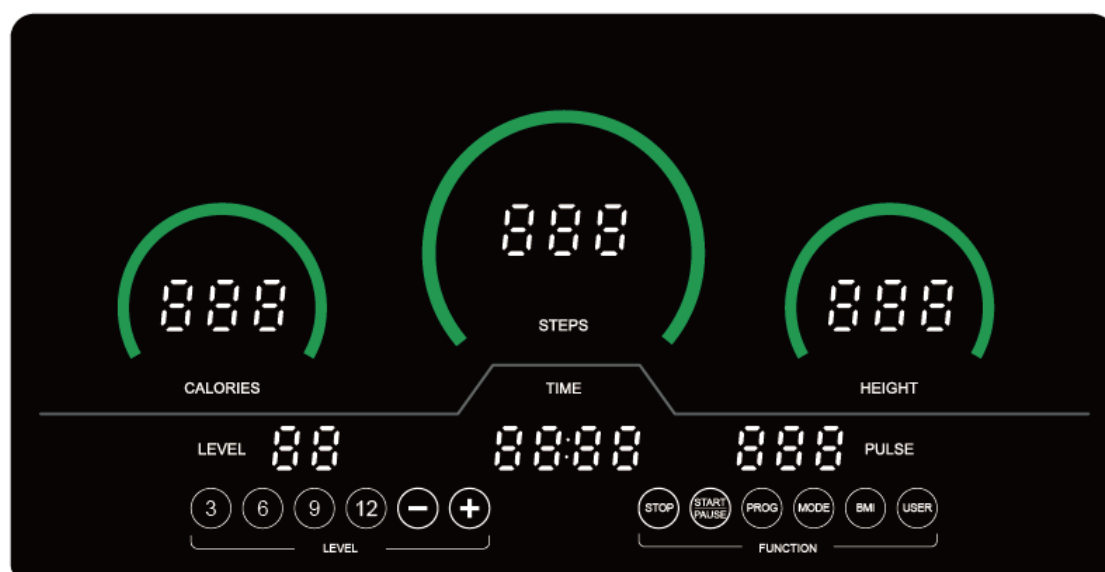 888
888
888
STEPS
CALORIES
TIME
HEIGHT
LEVEL 88
88:88
888 PULSE
3 6 9 12 − +
STOP START PAUSE PROG MODE BMI USER
LEVEL
FUNCTION